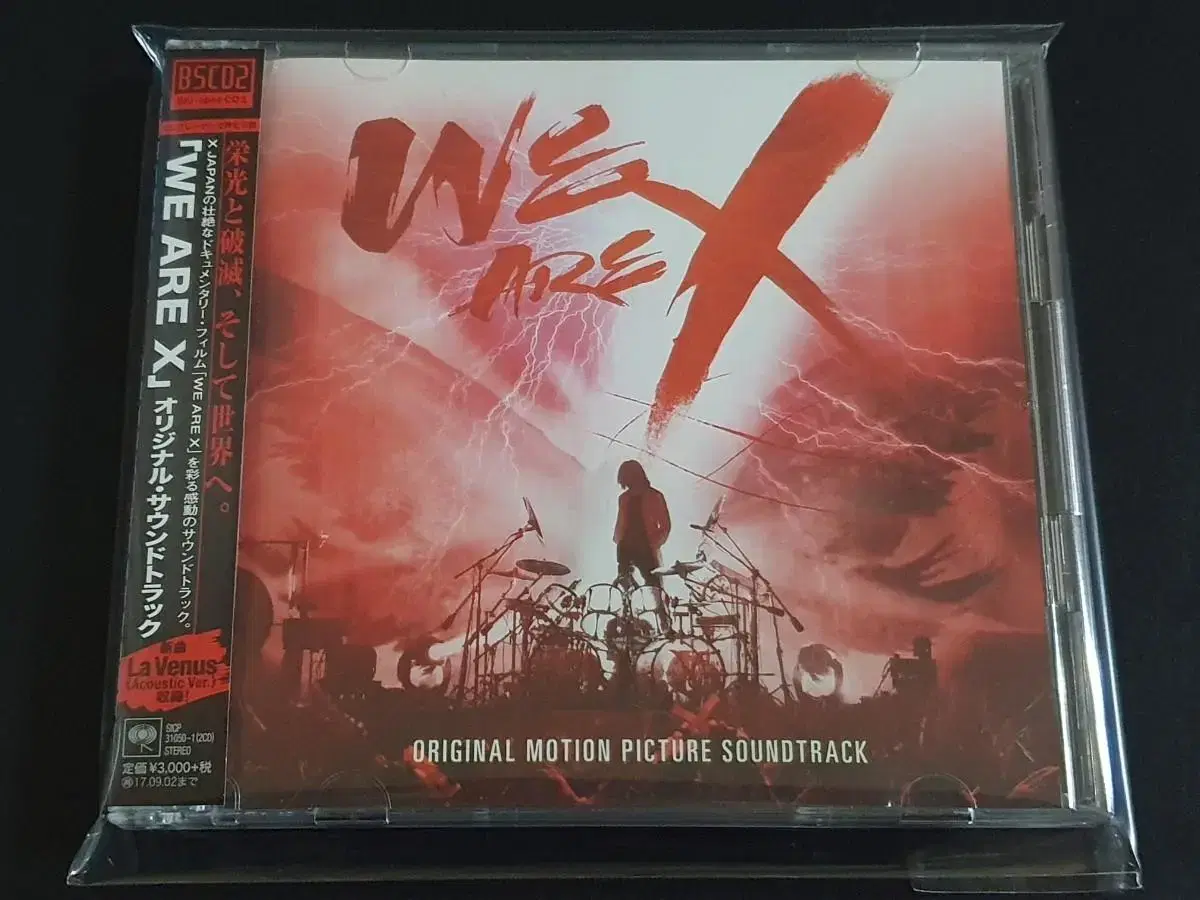 BSCD2
Blu-spec CD2
栄光と破滅、そして世界へ。
X JAPANの壮絶なドキュメンタリー・フィルム「WE ARE X」を彩る感動のサウンドトラック。
「WE ARE X」オリジナル・サウンドトラック
新曲
La Venus
(Acoustic Ver.)
収録!
SICP
31050-1(2CD)
STEREO
定価¥3,000+税
17.09.02まで
WE
ARE
X
ORIGINAL MOTION PICTURE SOUNDTRACK